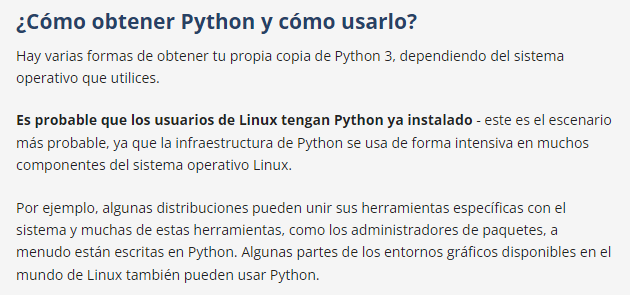 ¿Cómo obtener Python y cómo usarlo?
Hay varias formas de obtener tu propia copia de Python 3, dependiendo del sistema
operativo que utilices.
Es probable que los usuarios de Linux tengan Python ya instalado - este es el escenario
más probable, ya que la infraestructura de Python se usa de forma intensiva en muchos
componentes del sistema operativo Linux.
Por ejemplo, algunas distribuciones pueden unir sus herramientas específicas con el
sistema y muchas de estas herramientas, como los administradores de paquetes, a
menudo están escritas en Python. Algunas partes de los entornos gráficos disponibles en el
mundo de Linux también pueden usar Python.